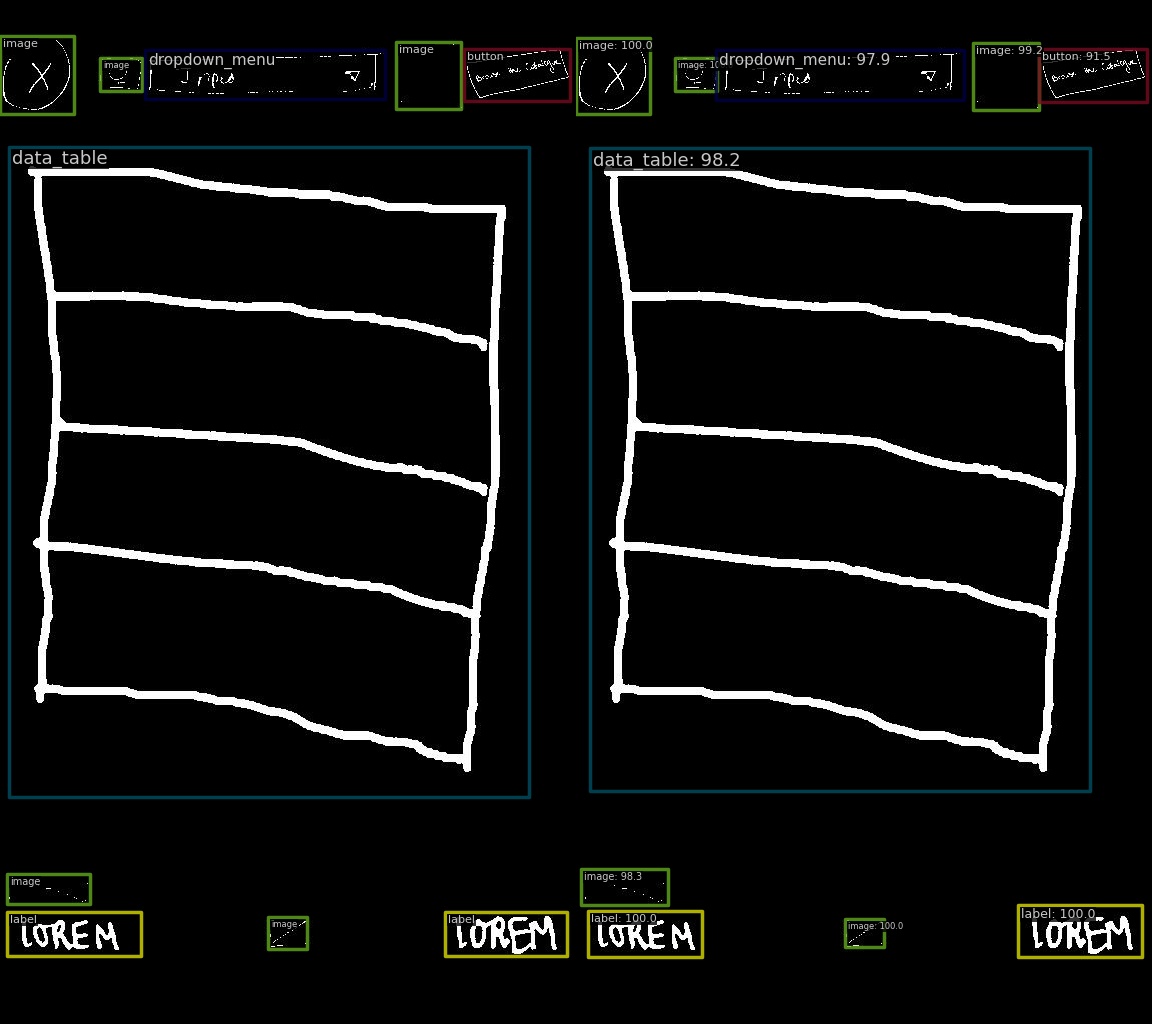 image
X
image
dropdown_menu
image
button
image: 100.0
X
dropdown_menu: 97.9
image: 99.2
button: 91.5
data_table
data_table: 98.2
image
image: 98.3
label
LOREM
image
label
LOREM
label: 100.0
LOREM
image: 100.0
label: 100.0
LOREM